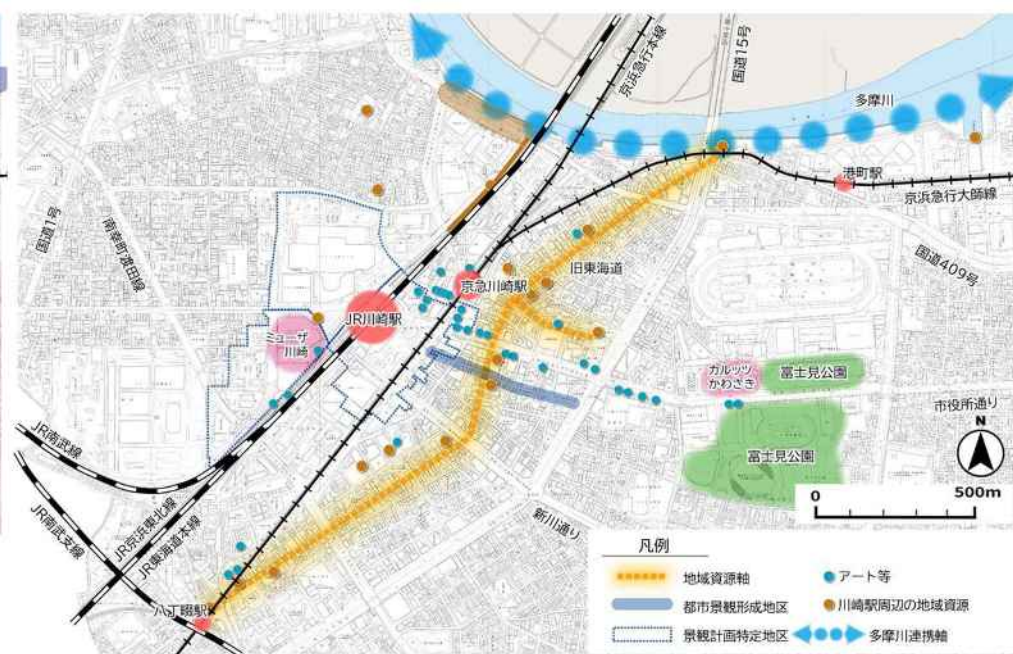 京浜急行本線
国道15号
多摩川
港町駅
京浜急行大師線
国道1号
南幸町渡田線
国道409号
旧東海道
京急川崎駅
JR川崎駅
ミューザ
川崎
カルッツ
かわさき
富士見公園
市役所通り
N
富士見公園
0
500m
JR南武線
JR南武支線
JR京浜東北線
JR東海道本線
新川通り
八丁畷駅
凡例
地域資源軸
アート等
都市景観形成地区
川崎駅周辺の地域資源
景観計画特定地区
多摩川連携軸